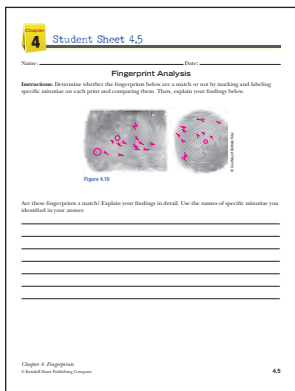 Chapter
4
Student Sheet 4.5
Name: Date:
Fingerprint Analysis
Instructions: Determine whether the fingerprints below are a match or not by marking and labeling
specific minutiae on each print and comparing them. Then, explain your findings below.
Figure 4.10
Are these fingerprints a match? Explain your findings in detail. Use the names of specific minutiae you
identified in your answer.
Chapter 4: Fingerprints
© Kendall Hunt Publishing Company
4.5